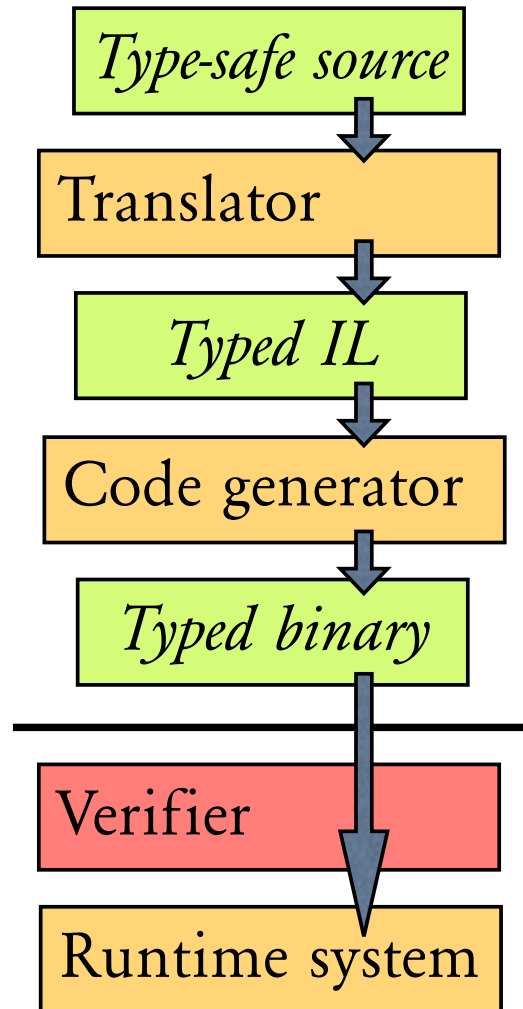 Type-safe source
Translator
Typed IL
Code generator
Typed binary
Verifier
Runtime system